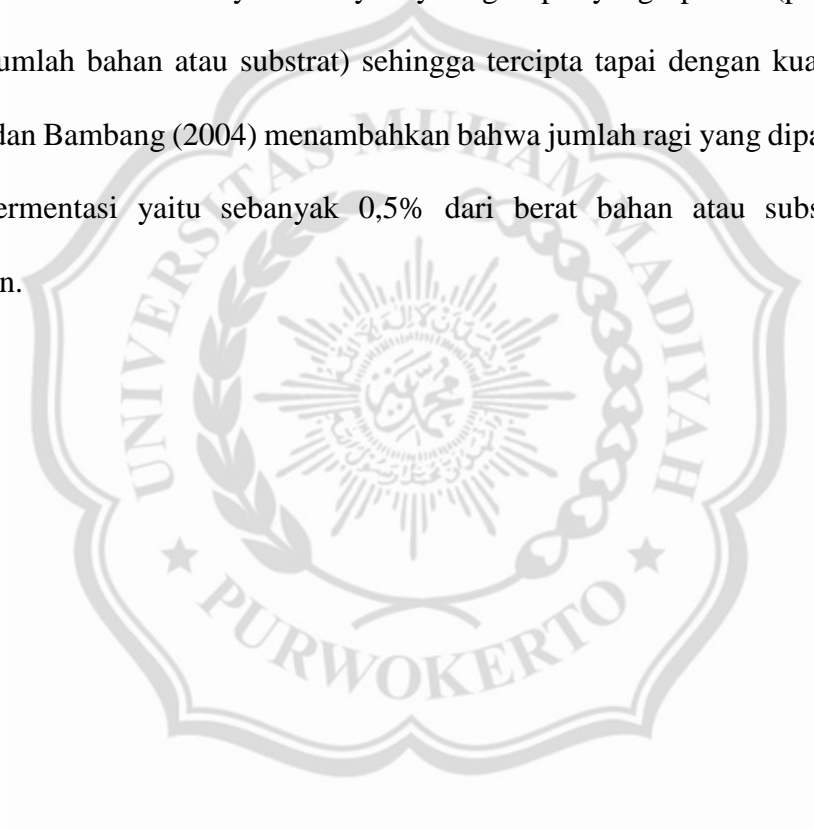 umlah bahan atau substrat) sehingga tercipta tapai dengan kua
dan Bambang (2004) menambahkan bahwa jumlah ragi yang dipa
ermentasi yaitu sebanyak 0,5% dari berat bahan atau subs
n.
UNIVERSITAS MUHAMMADIYAH
PURWOKERTO